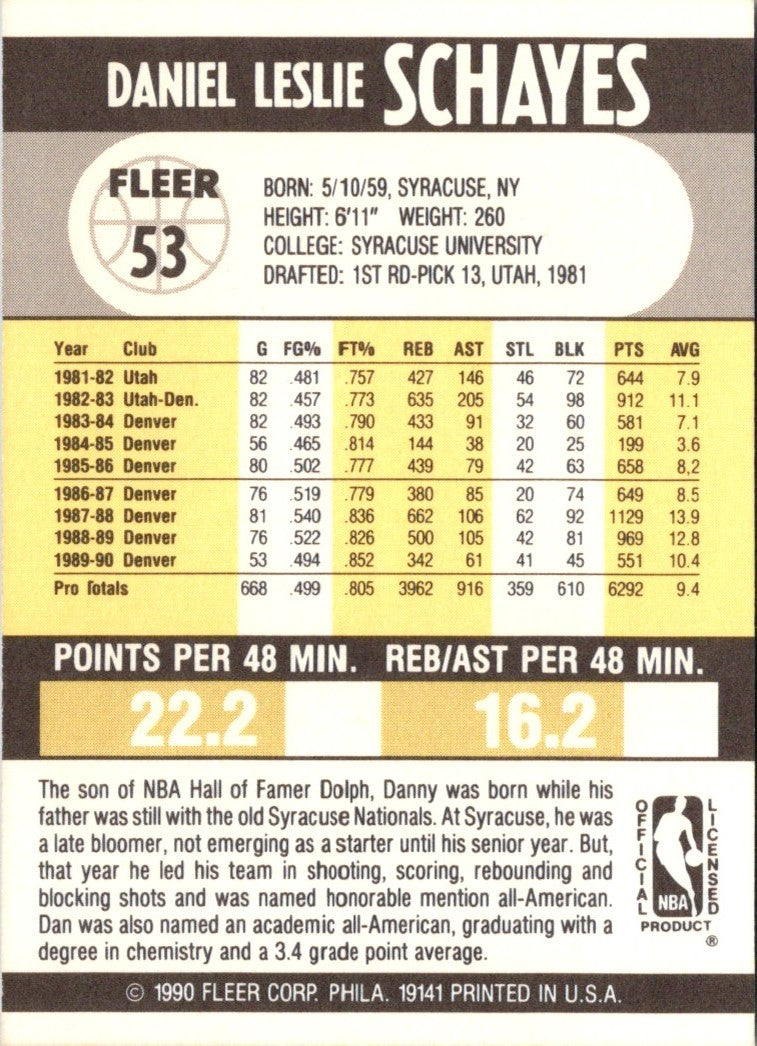 DANIEL LESLIE SCHAYES
FLEER
53
BORN: 5/10/59, SYRACUSE, NY
HEIGHT: 6'11" WEIGHT: 260
COLLEGE: SYRACUSE UNIVERSITY
DRAFTED: 1ST RD-PICK 13, UTAH, 1981
Year Club G FG% FT% REB AST STL BLK PTS AVG
1981-82 Utah 82 .481 .757 427 146 46 72 644 7.9
1982-83 Utah-Den. 82 .457 .773 635 205 54 98 912 11.1
1983-84 Denver 82 .493 .790 433 91 32 60 581 7.1
1984-85 Denver 56 .465 .814 144 38 20 25 199 3.6
1985-86 Denver 80 .502 .777 439 79 42 63 658 8,2
1986-87 Denver 76 .519 .779 380 85 20 74 649 8.5
1987-88 Denver 81 .540 .836 662 106 62 92 1129 13.9
1988-89 Denver 76 .522 .826 500 105 42 81 969 12.8
1989-90 Denver 53 .494 .852 342 61 41 45 551 10.4
Pro Totals 668 .499 .805 3962 916 359 610 6292 9.4
POINTS PER 48 MIN. REB/AST PER 48 MIN.
22.2 16.2
The son of NBA Hall of Famer Dolph, Danny was born while his
father was still with the old Syracuse Nationals. At Syracuse, he was
a late bloomer, not emerging as a starter until his senior year. But,
that year he led his team in shooting, scoring, rebounding and
blocking shots and was named honorable mention all-American.
Dan was also named an academic all-American, graduating with a
degree in chemistry and a 3.4 grade point average.
OFFICIAL LICENSED
NBA
PRODUCT
®
© 1990 FLEER CORP. PHILA. 19141 PRINTED IN U.S.A.